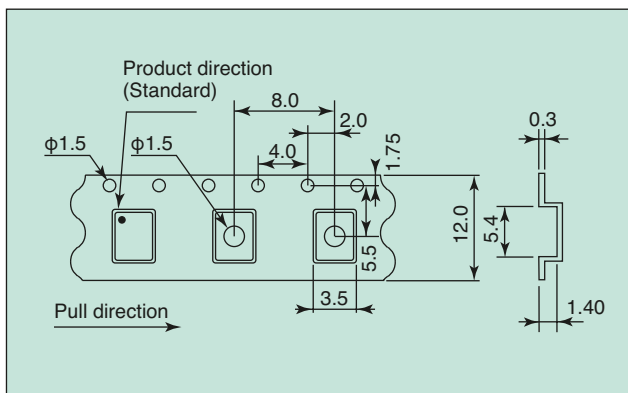 Product direction
(Standard)
8.0
2.0
0.3
φ1.5
φ1.5
4.0
1.75
12.0
5.4
5.5
3.5
1.40
Pull direction